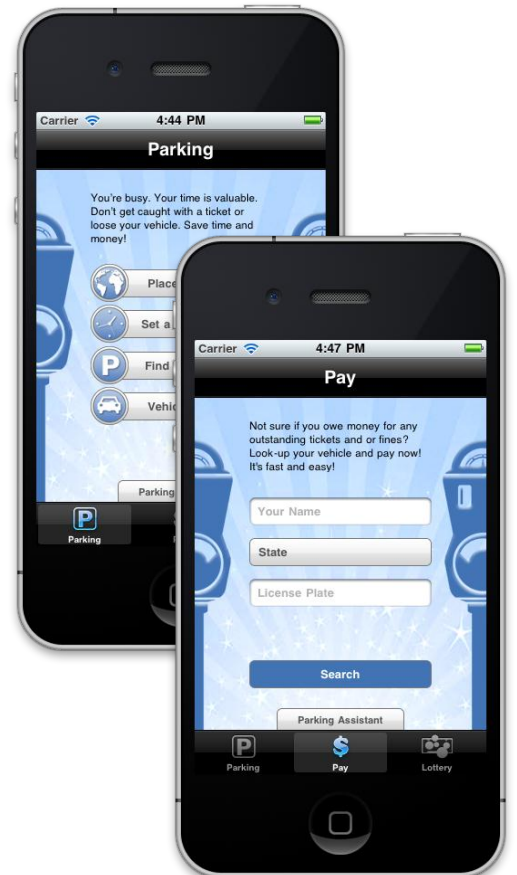 Carrier 4:44 PM
Parking
You're busy. Your time is valuable.
Don't get caught with a ticket or
loose your vehicle. Save time and
money!
Place
Set a
Find
Vehic
Parking
Parking
Carrier 4:47 PM
Pay
Not sure if you owe money for any
outstanding tickets and or fines?
Look-up your vehicle and pay now!
It's fast and easy!
Your Name
State
License Plate
Search
Parking Assistant
P
Parking
$
Pay
Lottery